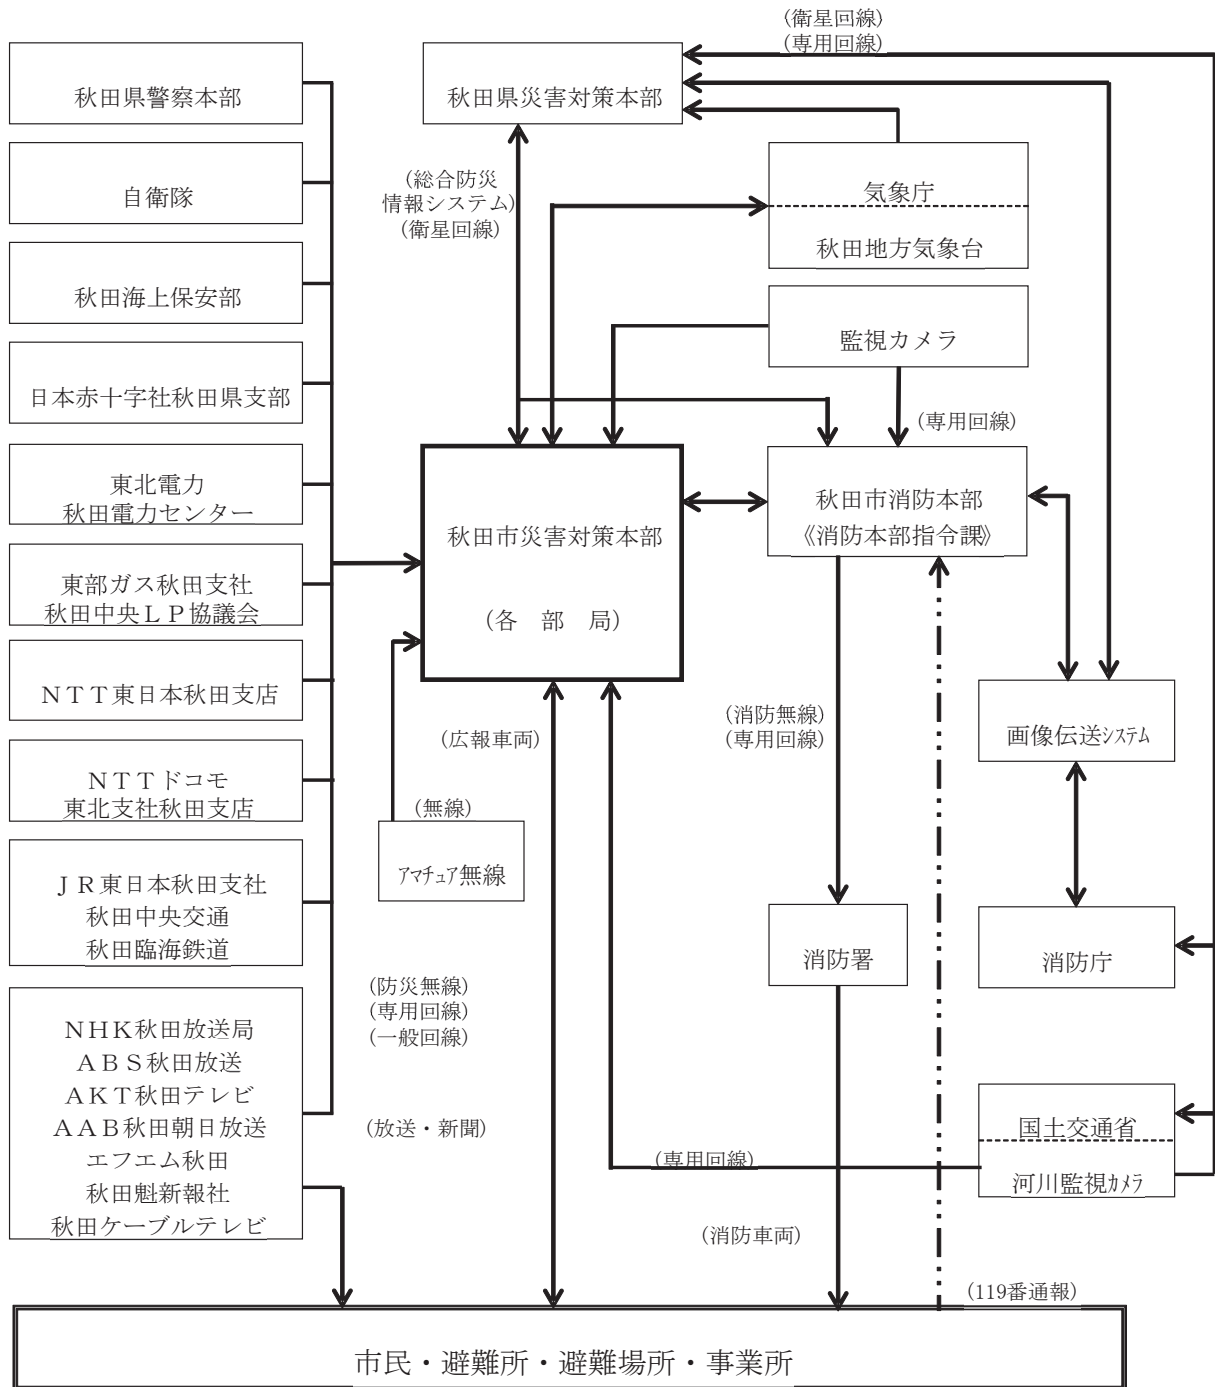 (衛星回線)
(専用回線)
秋田県警察本部
秋田県災害対策本部
自衛隊
(総合防災
情報システム)
(衛星回線)
気象庁
秋田地方気象台
秋田海上保安部
監視カメラ
日本赤十字社秋田県支部
(専用回線)
東北電力
秋田電力センター
秋田市災害対策本部
(各 部 局)
秋田市消防本部
《消防本部指令課》
東部ガス秋田支社
秋田中央ＬＰ協議会
ＮＴＴ東日本秋田支店
(広報車両)
(消防無線)
(専用回線)
画像伝送ｼｽﾃﾑ
ＮＴＴドコモ
東北支社秋田支店
(無線)
ｱﾏﾁｭｱ無線
ＪＲ東日本秋田支社
秋田中央交通
秋田臨海鉄道
消防署
消防庁
(防災無線)
(専用回線)
(一般回線)
ＮＨＫ秋田放送局
ＡＢＳ秋田放送
ＡＫＴ秋田テレビ
ＡＡＢ秋田朝日放送
エフエム秋田
秋田魁新報社
秋田ケーブルテレビ
(放送・新聞)
国土交通省
河川監視ｶﾒﾗ
(専用回線)
(消防車両)
(119番通報)
市民・避難所・避難場所・事業所